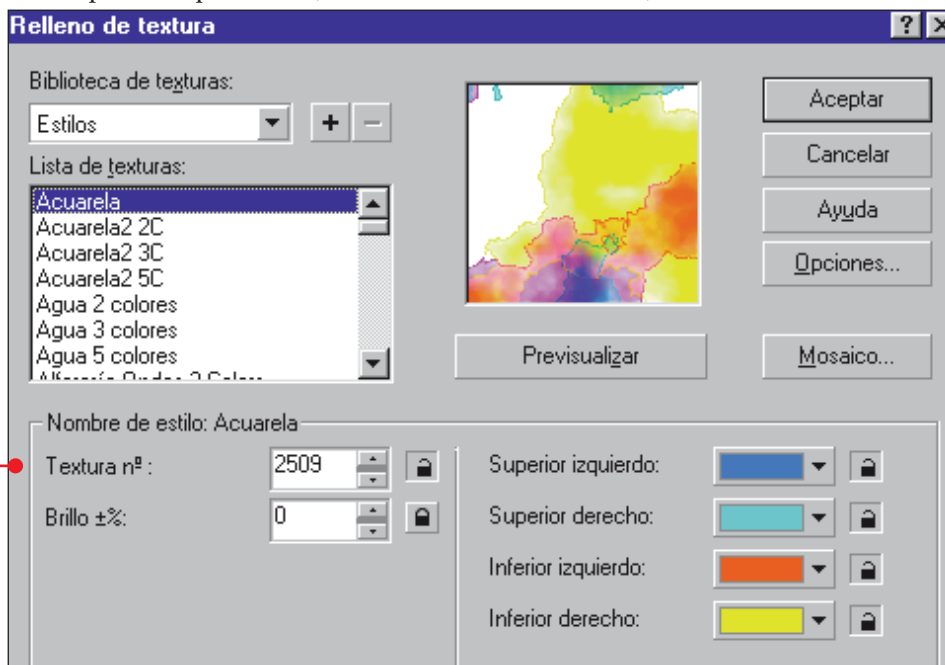 Relleno de textura
Biblioteca de texturas:
Estilos
Lista de texturas:
Acuarela
Acuarela2 2C
Acuarela2 3C
Acuarela2 5C
Agua 2 colores
Agua 3 colores
Agua 5 colores
Previsualizar
Aceptar
Cancelar
Ayuda
Opciones...
Mosaico...
Nombre de estilo: Acuarela
Textura nº : 2509
Brillo ±%: 0
Superior izquierdo:
Superior derecho:
Inferior izquierdo:
Inferior derecho: